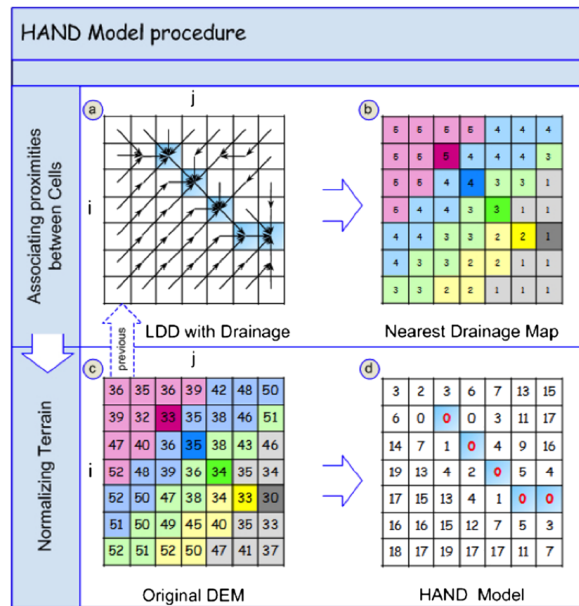 HAND Model procedure
Associating proximities
between Cells
a
j
i
LDD with Drainage
b
5 5 5 5 4 4 4
5 5 5 4 4 4 3
5 5 4 4 3 3 1
5 4 4 3 3 1 1
4 4 3 3 2 2 1
4 3 3 2 2 1 1
3 3 2 2 1 1 1
Nearest Drainage Map
previous
Normalizing Terrain
c
j
i
36 35 36 39 42 48 50
39 32 33 35 38 46 51
47 40 36 35 38 43 46
52 48 39 36 34 35 34
52 50 47 38 34 33 30
51 50 49 45 40 35 33
52 51 52 50 47 41 37
Original DEM
d
3 2 3 6 7 13 15
6 0 0 0 3 11 17
14 7 1 0 4 9 16
19 13 4 2 0 5 4
17 15 13 4 1 0 0
16 16 15 12 7 5 3
18 17 19 17 17 11 7
HAND Model